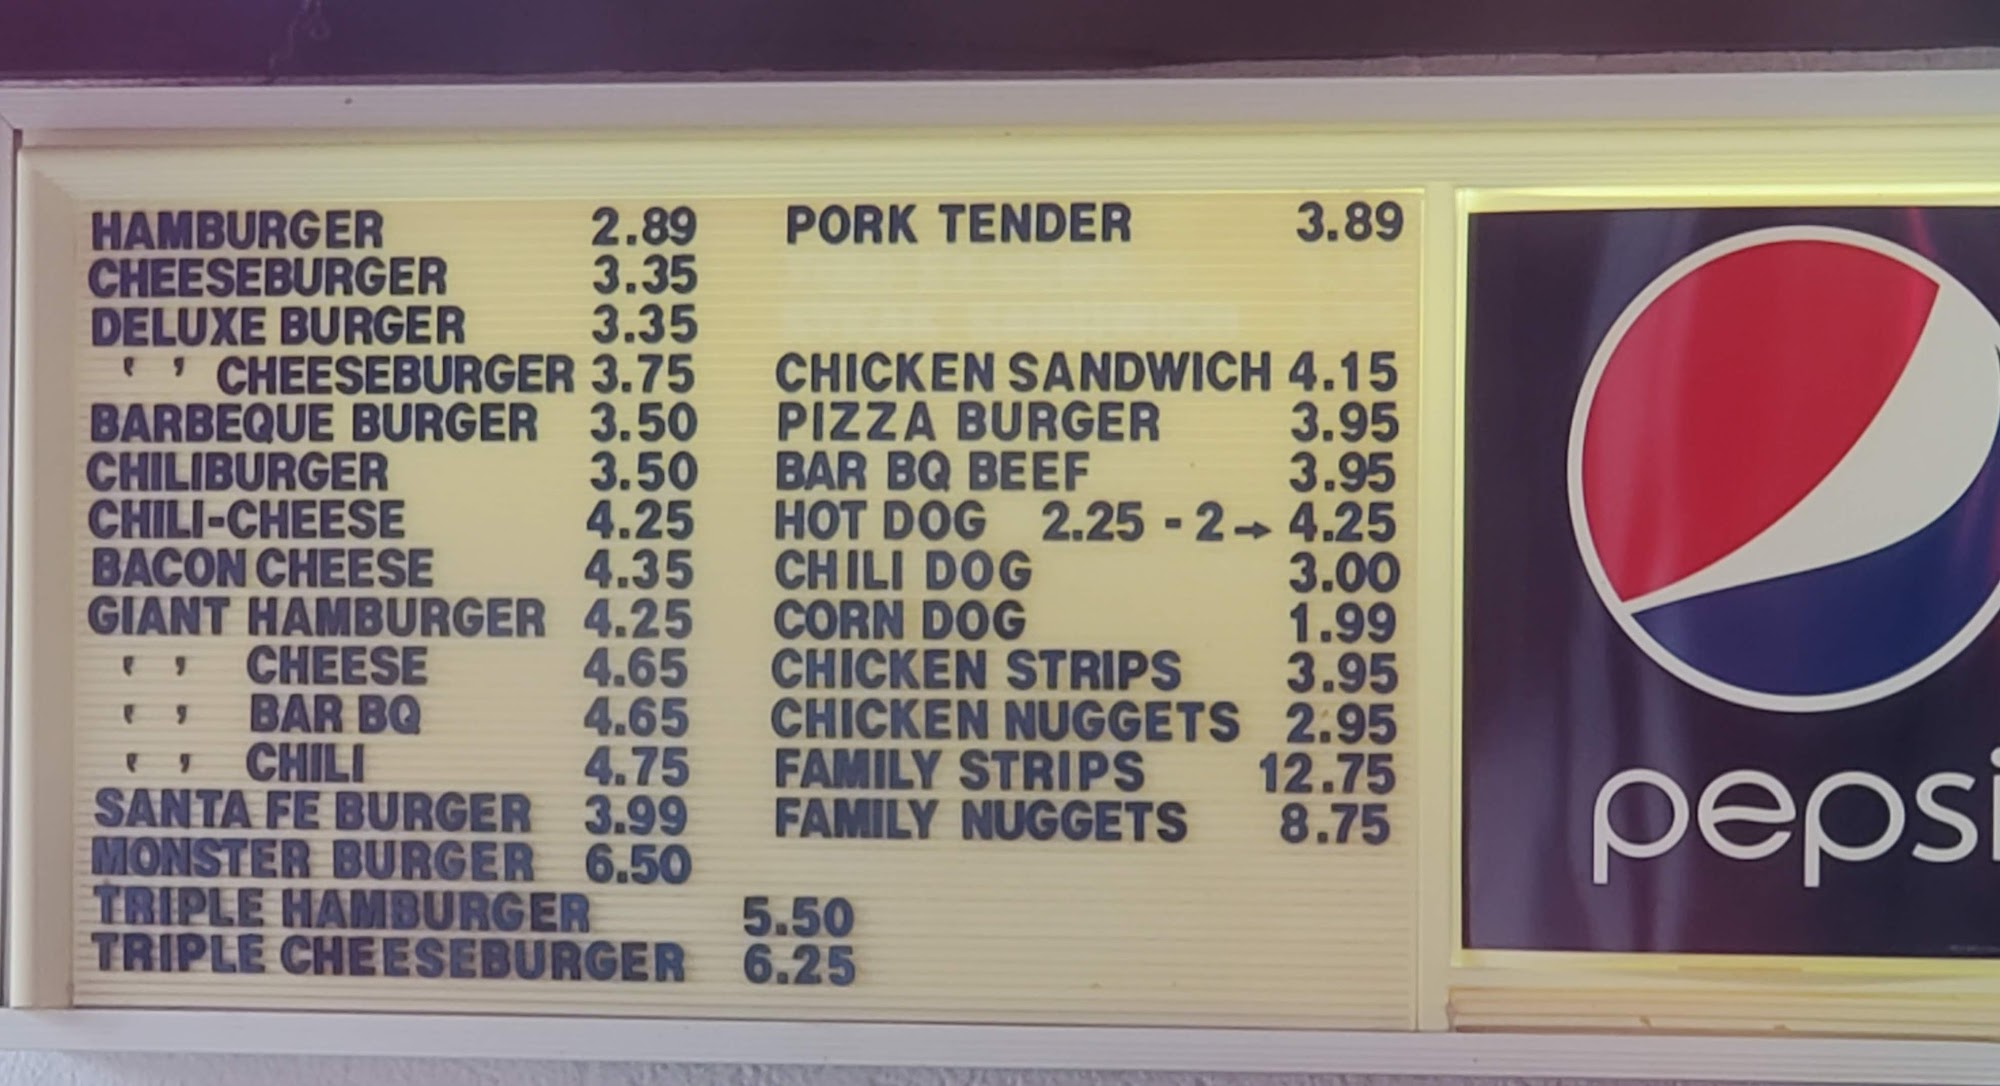 HAMBURGER 2.89
CHEESEBURGER 3.35
DELUXE BURGER 3.35
" CHEESEBURGER 3.75
BARBEQUE BURGER 3.50
CHILIBURGER 3.50
CHILI-CHEESE 4.25
BACON CHEESE 4.35
GIANT HAMBURGER 4.25
" CHEESE 4.65
" BAR BQ 4.65
" CHILI 4.75
SANTA FE BURGER 3.99
MONSTER BURGER 6.50
TRIPLE HAMBURGER 5.50
TRIPLE CHEESEBURGER 6.25
PORK TENDER 3.89
CHICKEN SANDWICH 4.15
PIZZA BURGER 3.95
BAR BQ BEEF 3.95
HOT DOG 2.25 - 2→ 4.25
CHILI DOG 3.00
CORN DOG 1.99
CHICKEN STRIPS 3.95
CHICKEN NUGGETS 2.95
FAMILY STRIPS 12.75
FAMILY NUGGETS 8.75
pepsi